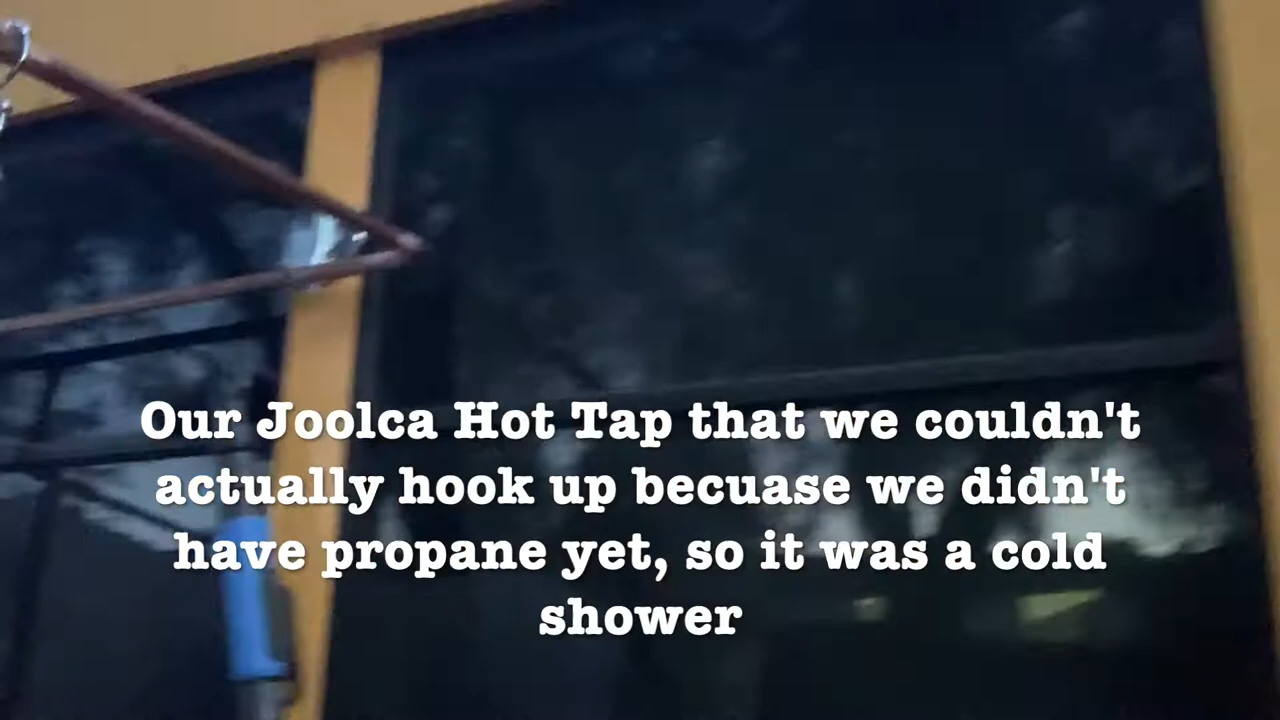 Our Joolca Hot Tap that we couldn't
actually hook up becuase we didn't
have propane yet, so it was a cold
shower